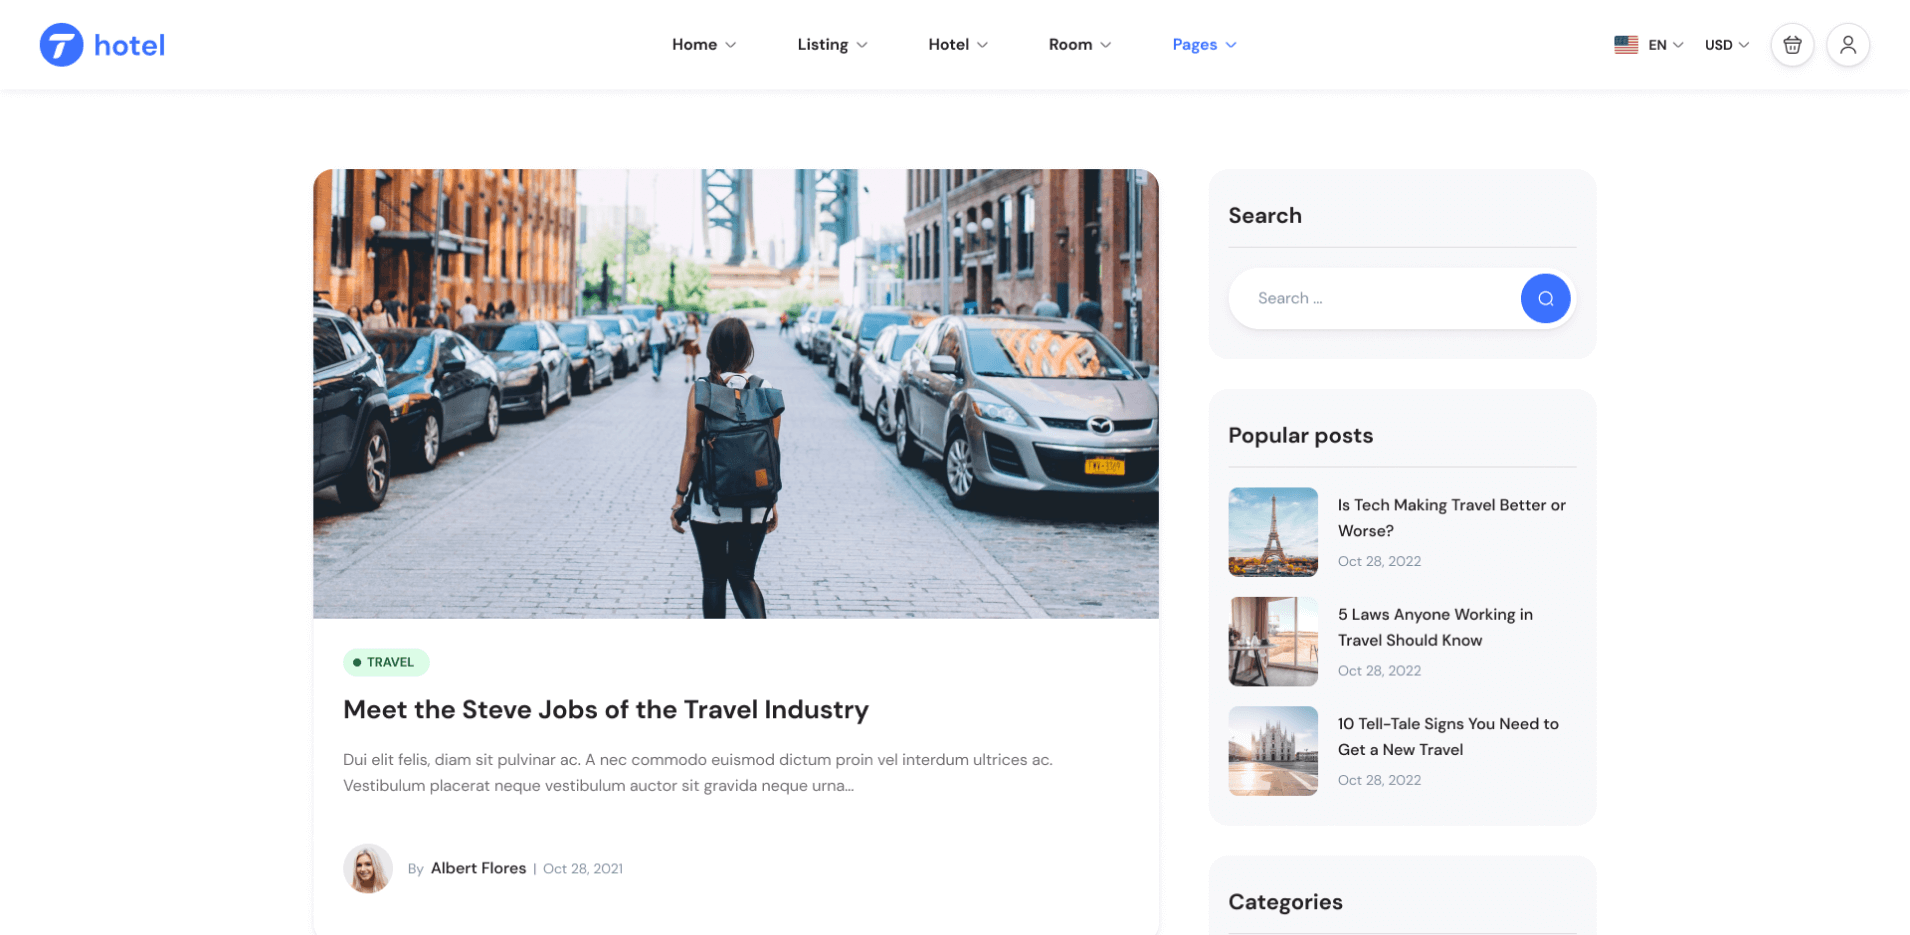 hotel
Home
Listing
Hotel
Room
Pages
EN
USD
TRAVEL
Meet the Steve Jobs of the Travel Industry
Dui elit felis, diam sit pulvinar ac. A nec commodo euismod dictum proin vel interdum ultrices ac.
Vestibulum placerat neque vestibulum auctor sit gravida neque urna...
By Albert Flores | Oct 28, 2021
Search
Search ...
Popular posts
Is Tech Making Travel Better or
Worse?
Oct 28, 2022
5 Laws Anyone Working in
Travel Should Know
Oct 28, 2022
10 Tell-Tale Signs You Need to
Get a New Travel
Oct 28, 2022
Categories